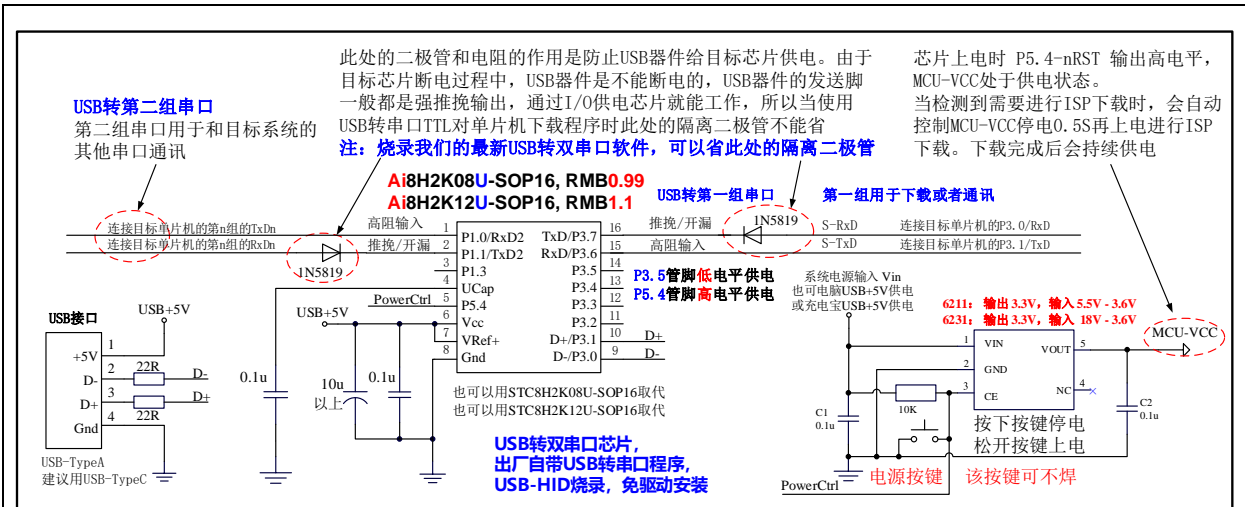 此处的二极管和电阻的作用是防止USB器件给目标芯片供电。由于
目标芯片断电过程中，USB器件是不能断电的，USB器件的发送脚
一般都是强推挽输出，通过I/O供电芯片就能工作，所以当使用
USB转串口TTL对单片机下载程序时此处的隔离二极管不能省
注：烧录我们的最新USB转双串口软件，可以省此处的隔离二极管
芯片上电时 P5.4-nRST 输出高电平，
MCU-VCC处于供电状态。
当检测到需要进行ISP下载时，会自动
控制MCU-VCC停电0.5S再上电进行ISP
下载。下载完成后会持续供电
USB转第二组串口
第二组串口用于和目标系统的
其他串口通讯
Ai8H2K08U-SOP16, RMB0.99
Ai8H2K12U-SOP16, RMB1.1
USB转第一组串口
第一组用于下载或者通讯
连接目标单片机的第n组的TxDn
连接目标单片机的第n组的RxDn
高阻输入
推挽/开漏
1N5819
1 P1.0/RxD2 TxD/P3.7 16
2 P1.1/TxD2 RxD/P3.6 15
3 P1.3 P3.5 14
4 UCap P3.4 13
5 P5.4 P3.3 12
6 Vcc P3.2 11
7 VRef+ D+/P3.1 10
8 Gnd D-/P3.0 9
推挽/开漏
高阻输入
1N5819
S-RxD
S-TxD
连接目标单片机的P3.0/RxD
连接目标单片机的P3.1/TxD
P3.5管脚低电平供电
P5.4管脚高电平供电
PowerCtrl
USB+5V
D+
D-
0.1u
10u
以上
0.1u
也可以用STC8H2K08U-SOP16取代
也可以用STC8H2K12U-SOP16取代
USB转双串口芯片，
出厂自带USB转串口程序，
USB-HID烧录，免驱动安装
USB接口
USB+5V
+5V 1
D- 2 22R D-
D+ 3 22R D+
Gnd 4
USB-TypeA
建议用USB-TypeC
系统电源输入 Vin
也可电脑USB+5V供电
或充电宝USB+5V供电
6211： 输出 3.3V， 输入 5.5V - 3.6V
6231： 输出 3.3V， 输入 18V - 3.6V
MCU-VCC
1 VIN VOUT 5
2 GND
3 CE NC 4
10K
C1
0.1u
C2
0.1u
按下按键停电
松开按键上电
电源按键 该按键可不焊
PowerCtrl